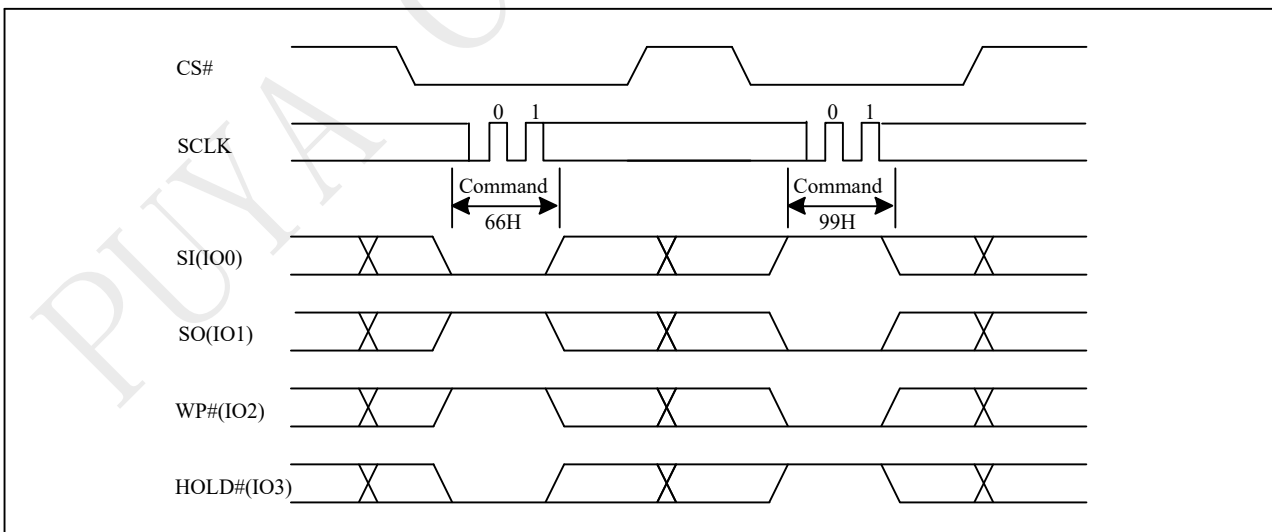 CS#
0 1 0 1
SCLK
Command Command
66H 99H
SI(IO0)
SO(IO1)
WP#(IO2)
HOLD#(IO3)
PUYA